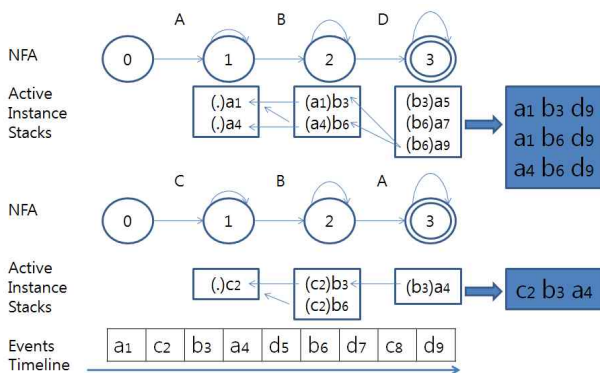 A B D
NFA 0 1 2 3
Active
Instance
Stacks
(.)a1
(.)a4
(a1)b3
(a4)b6
(b3)a5
(b6)a7
(b6)a9
a1 b3 d9
a1 b6 d9
a4 b6 d9
C B A
NFA 0 1 2 3
Active
Instance
Stacks
(.)c2
(c2)b3
(c2)b6
(b3)a4
c2 b3 a4
Events
Timeline
a1 c2 b3 a4 d5 b6 d7 c8 d9